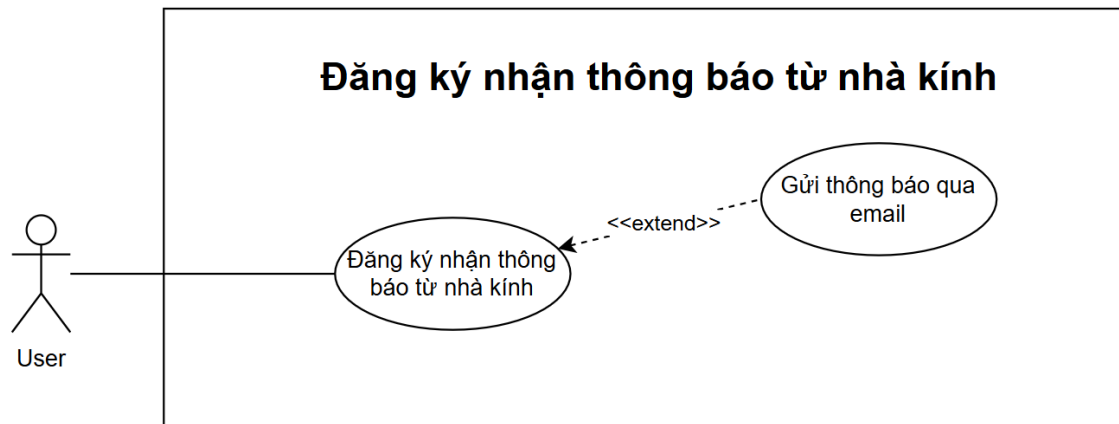 Đăng ký nhận thông báo từ nhà kính
Gửi thông báo qua
email
<<extend>>
Đăng ký nhận thông
báo từ nhà kính
User